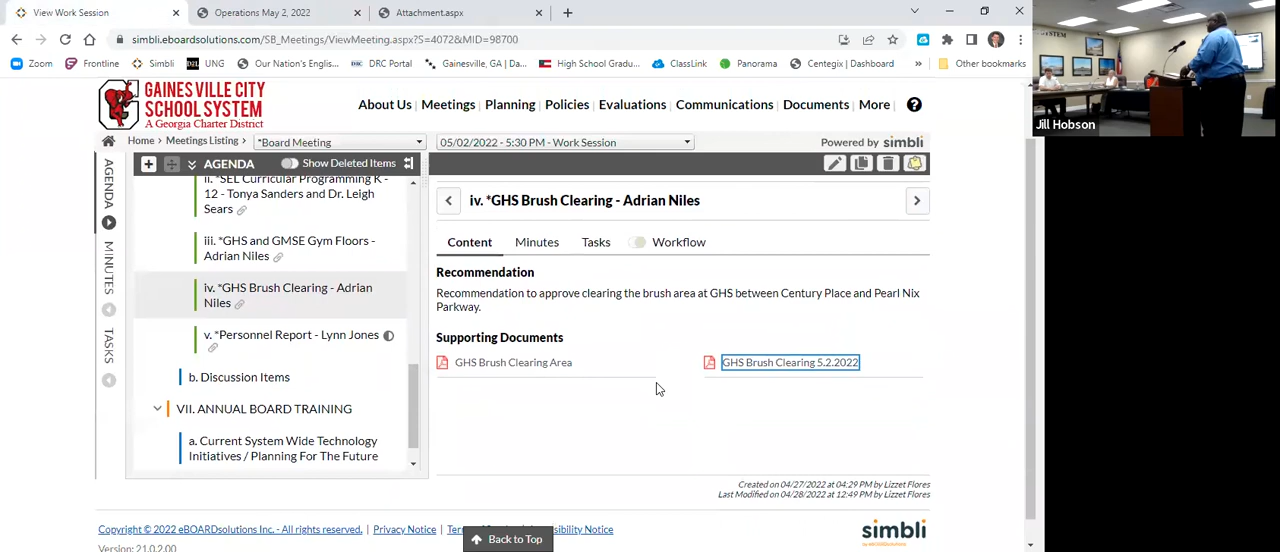 View Work Session
Operations May 2, 2022
Attachment.aspx
simbli.eboardsolutions.com/SB_Meetings/ViewMeeting.aspx?S=4072&MID=98700
Zoom
Frontline
Simbli
UNG
Our Nation's Englis...
DRC Portal
Gainesville, GA | Da...
High School Gradu...
ClassLink
Panorama
Centegix | Dashboard
»
Other bookmarks
GAINESVILLE CITY
SCHOOL SYSTEM
A Georgia Charter District
About Us | Meetings | Planning | Policies | Evaluations | Communications | Documents | More
Home › Meetings Listing ›
*Board Meeting
05/02/2022 - 5:30 PM - Work Session
Powered by simbli
AGENDA
MINUTES
TASKS
AGENDA
Show Deleted Items
ii. *SEL Curricular Programming K -
12 - Tonya Sanders and Dr. Leigh
Sears
iii. *GHS and GMSE Gym Floors -
Adrian Niles
iv. *GHS Brush Clearing - Adrian
Niles
v. *Personnel Report - Lynn Jones
b. Discussion Items
VII. ANNUAL BOARD TRAINING
a. Current System Wide Technology
Initiatives / Planning For The Future
iv. *GHS Brush Clearing - Adrian Niles
Content
Minutes
Tasks
Workflow
Recommendation
Recommendation to approve clearing the brush area at GHS between Century Place and Pearl Nix
Parkway.
Supporting Documents
GHS Brush Clearing Area
GHS Brush Clearing 5.2.2022
Created on 04/27/2022 at 04:29 PM by Lizzet Flores
Last Modified on 04/28/2022 at 12:49 PM by Lizzet Flores
Copyright © 2022 eBOARDsolutions Inc. - All rights reserved. | Privacy Notice |
Back to Top
Notice
simbli
Version: 21.0.2.00
Jill Hobson